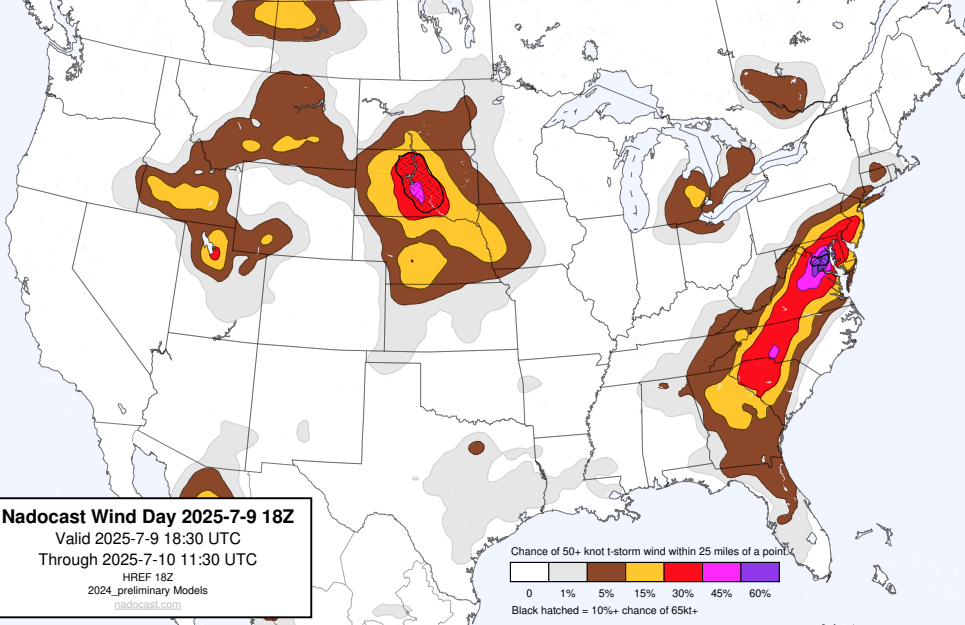 Nadocast Wind Day 2025-7-9 18Z
Valid 2025-7-9 18:30 UTC
Through 2025-7-10 11:30 UTC
HREF 18Z
2024_preliminary Models
nadocast.com
Chance of 50+ knot t-storm wind within 25 miles of a point.
0 1% 5% 15% 30% 45% 60%
Black hatched = 10%+ chance of 65kt+